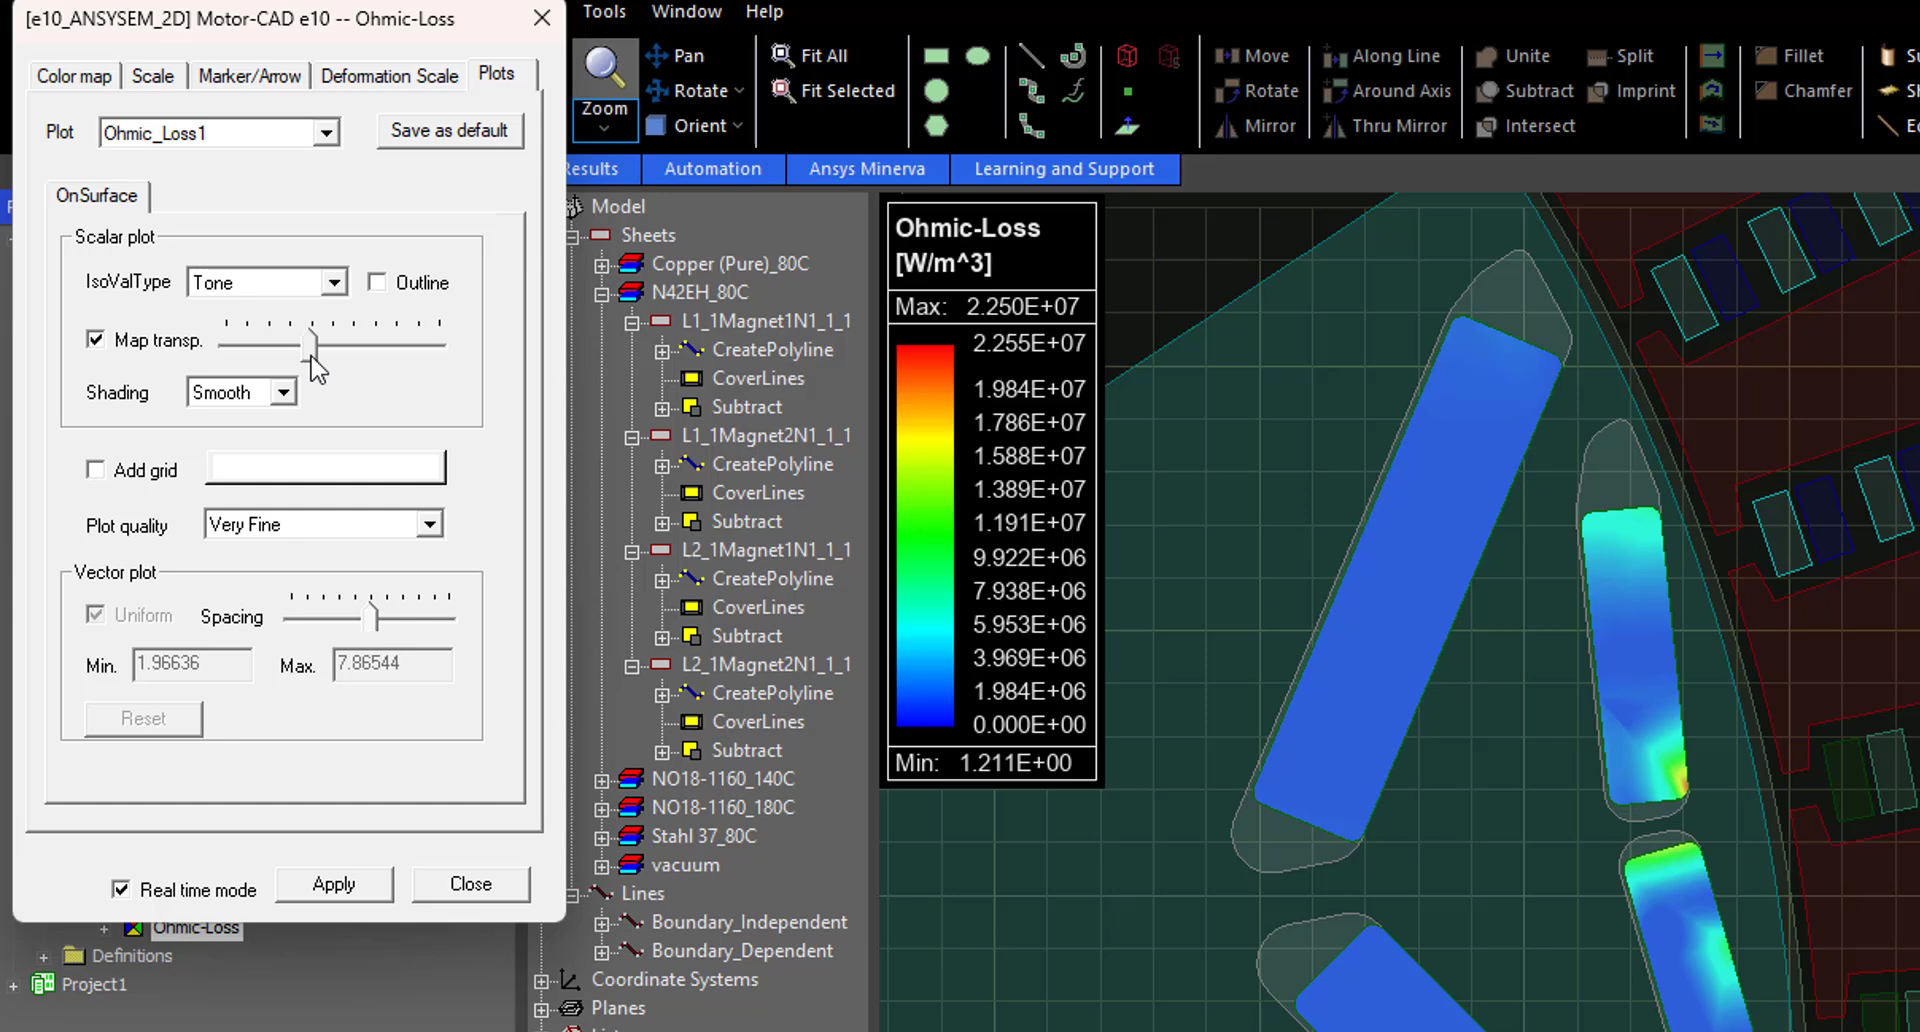 [e10_ANSYSEM_2D] Motor-CAD e10 -- Ohmic-Loss
Color map
Scale
Marker/Arrow
Deformation Scale
Plots
Plot
Ohmic_Loss1
Save as default
OnSurface
Scalar plot
IsoValType
Tone
Outline
Map transp.
Shading
Smooth
Add grid
Plot quality
Very Fine
Vector plot
Uniform
Spacing
Min.
1.96636
Max.
7.86544
Reset
Real time mode
Apply
Close
Ohmic-Loss
Definitions
Project1
Tools
Window
Help
Zoom
Pan
Rotate
Orient
Fit All
Fit Selected
Move
Rotate
Mirror
Along Line
Around Axis
Thru Mirror
Unite
Subtract
Intersect
Split
Imprint
Fillet
Chamfer
Automation
Ansys Minerva
Learning and Support
Model
Sheets
Copper (Pure)_80C
N42EH_80C
L1_1Magnet1N1_1_1
CreatePolyline
CoverLines
Subtract
L1_1Magnet2N1_1_1
CreatePolyline
CoverLines
Subtract
L2_1Magnet1N1_1_1
CreatePolyline
CoverLines
Subtract
L2_1Magnet2N1_1_1
CreatePolyline
CoverLines
Subtract
NO18-1160_140C
NO18-1160_180C
Stahl 37_80C
vacuum
Lines
Boundary_Independent
Boundary_Dependent
Coordinate Systems
Planes
Ohmic-Loss
[W/m^3]
Max: 2.250E+07
2.255E+07
1.984E+07
1.786E+07
1.588E+07
1.389E+07
1.191E+07
9.922E+06
7.938E+06
5.953E+06
3.969E+06
1.984E+06
0.000E+00
Min: 1.211E+00